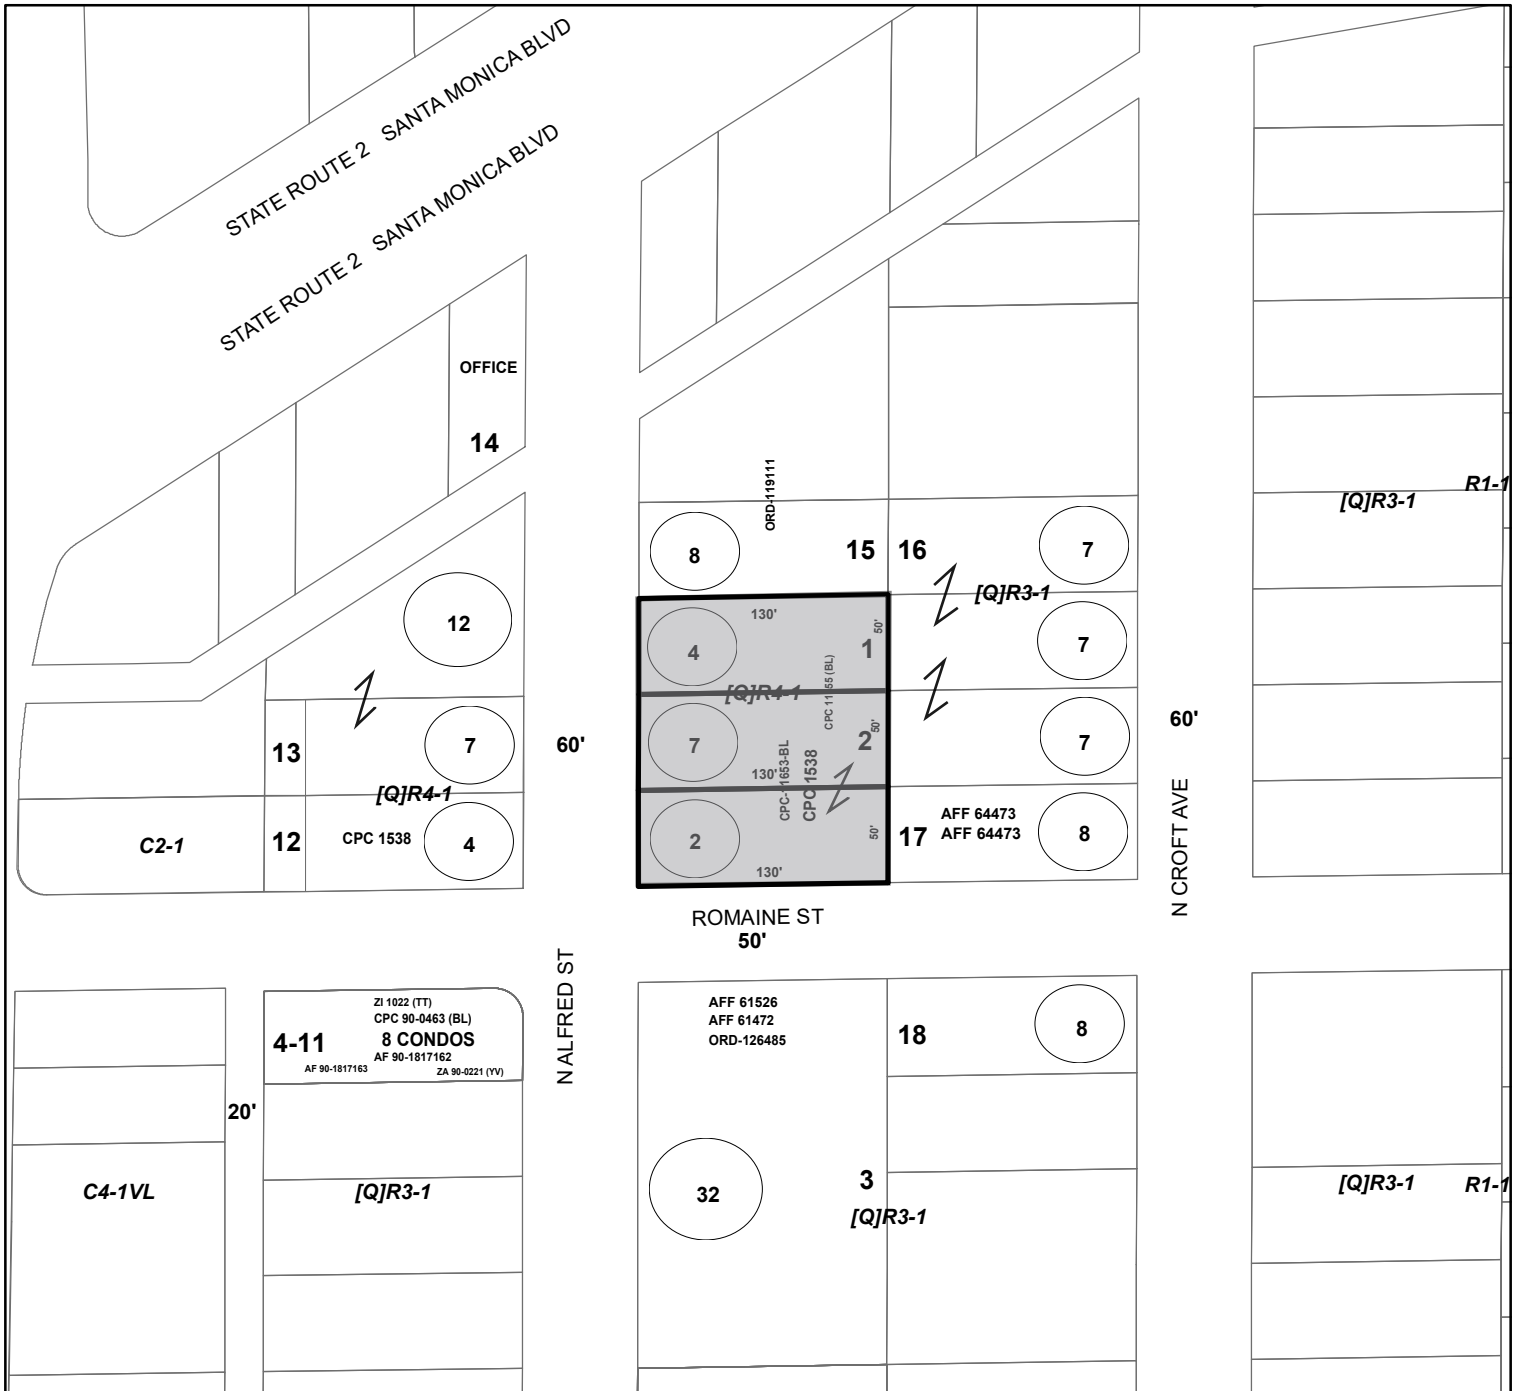 STATE ROUTE 2 SANTA MONICA BLVD
STATE ROUTE 2 SANTA MONICA BLVD
OFFICE
14
ORD-119111
8
15
16
7
[Q]R3-1
R1-1
[Q]R3-1
12
4
130'
50'
1
7
[Q]R4-1
CPC 11 55 (BL)
13
7
60'
7
2
50'
130'
CPC-11653-BL
CPC 1538
7
60'
[Q]R4-1
C2-1
12
CPC 1538
4
2
50'
130'
17
AFF 64473
AFF 64473
8
N CROFT AVE
ROMAINE ST
50'
N ALFRED ST
ZI 1022 (TT)
CPC 90-0463 (BL)
4-11
8 CONDOS
AF 90-1817162
AF 90-1817163
ZA 90-0221 (YV)
AFF 61526
AFF 61472
ORD-126485
18
8
20'
C4-1VL
[Q]R3-1
32
3
[Q]R3-1
[Q]R3-1
R1-1